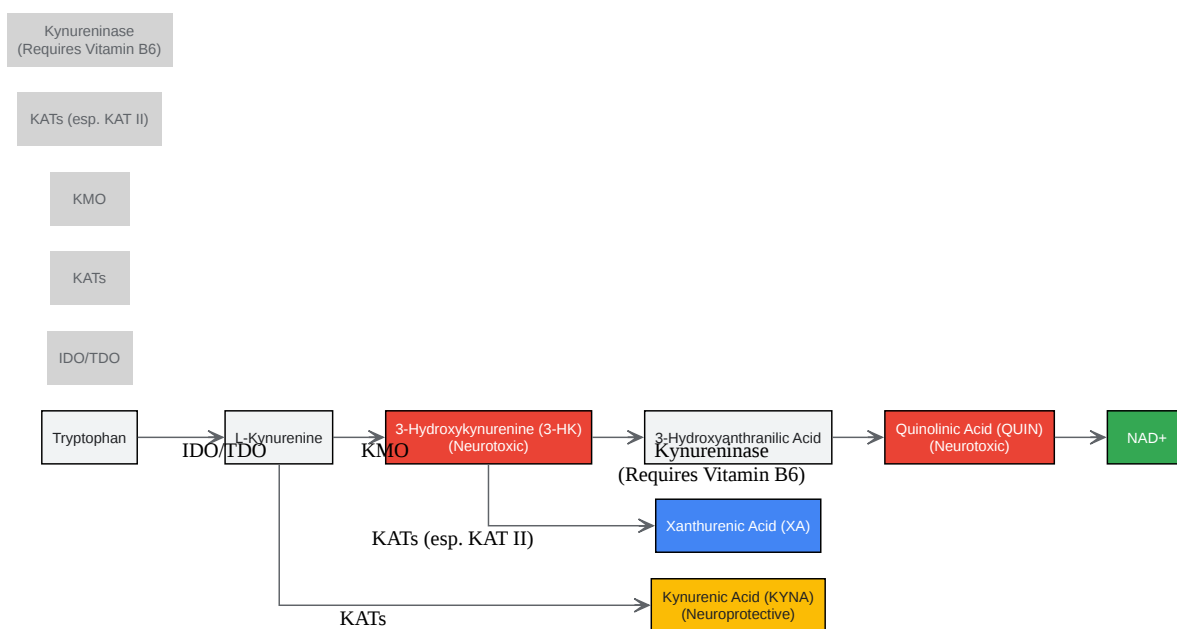 Kynureninase
(Requires Vitamin B6)
KATs (esp. KAT II)
KMO
KATs
IDO/TDO
Tryptophan
IDO/TDO
L-Kynurenine
KMO
3-Hydroxykynurenine (3-HK)
(Neurotoxic)
3-Hydroxyanthranilic Acid
Kynureninase
(Requires Vitamin B6)
Quinolinic Acid (QUIN)
(Neurotoxic)
NAD+
KATs (esp. KAT II)
Xanthurenic Acid (XA)
KATs
Kynurenic Acid (KYNA)
(Neuroprotective)